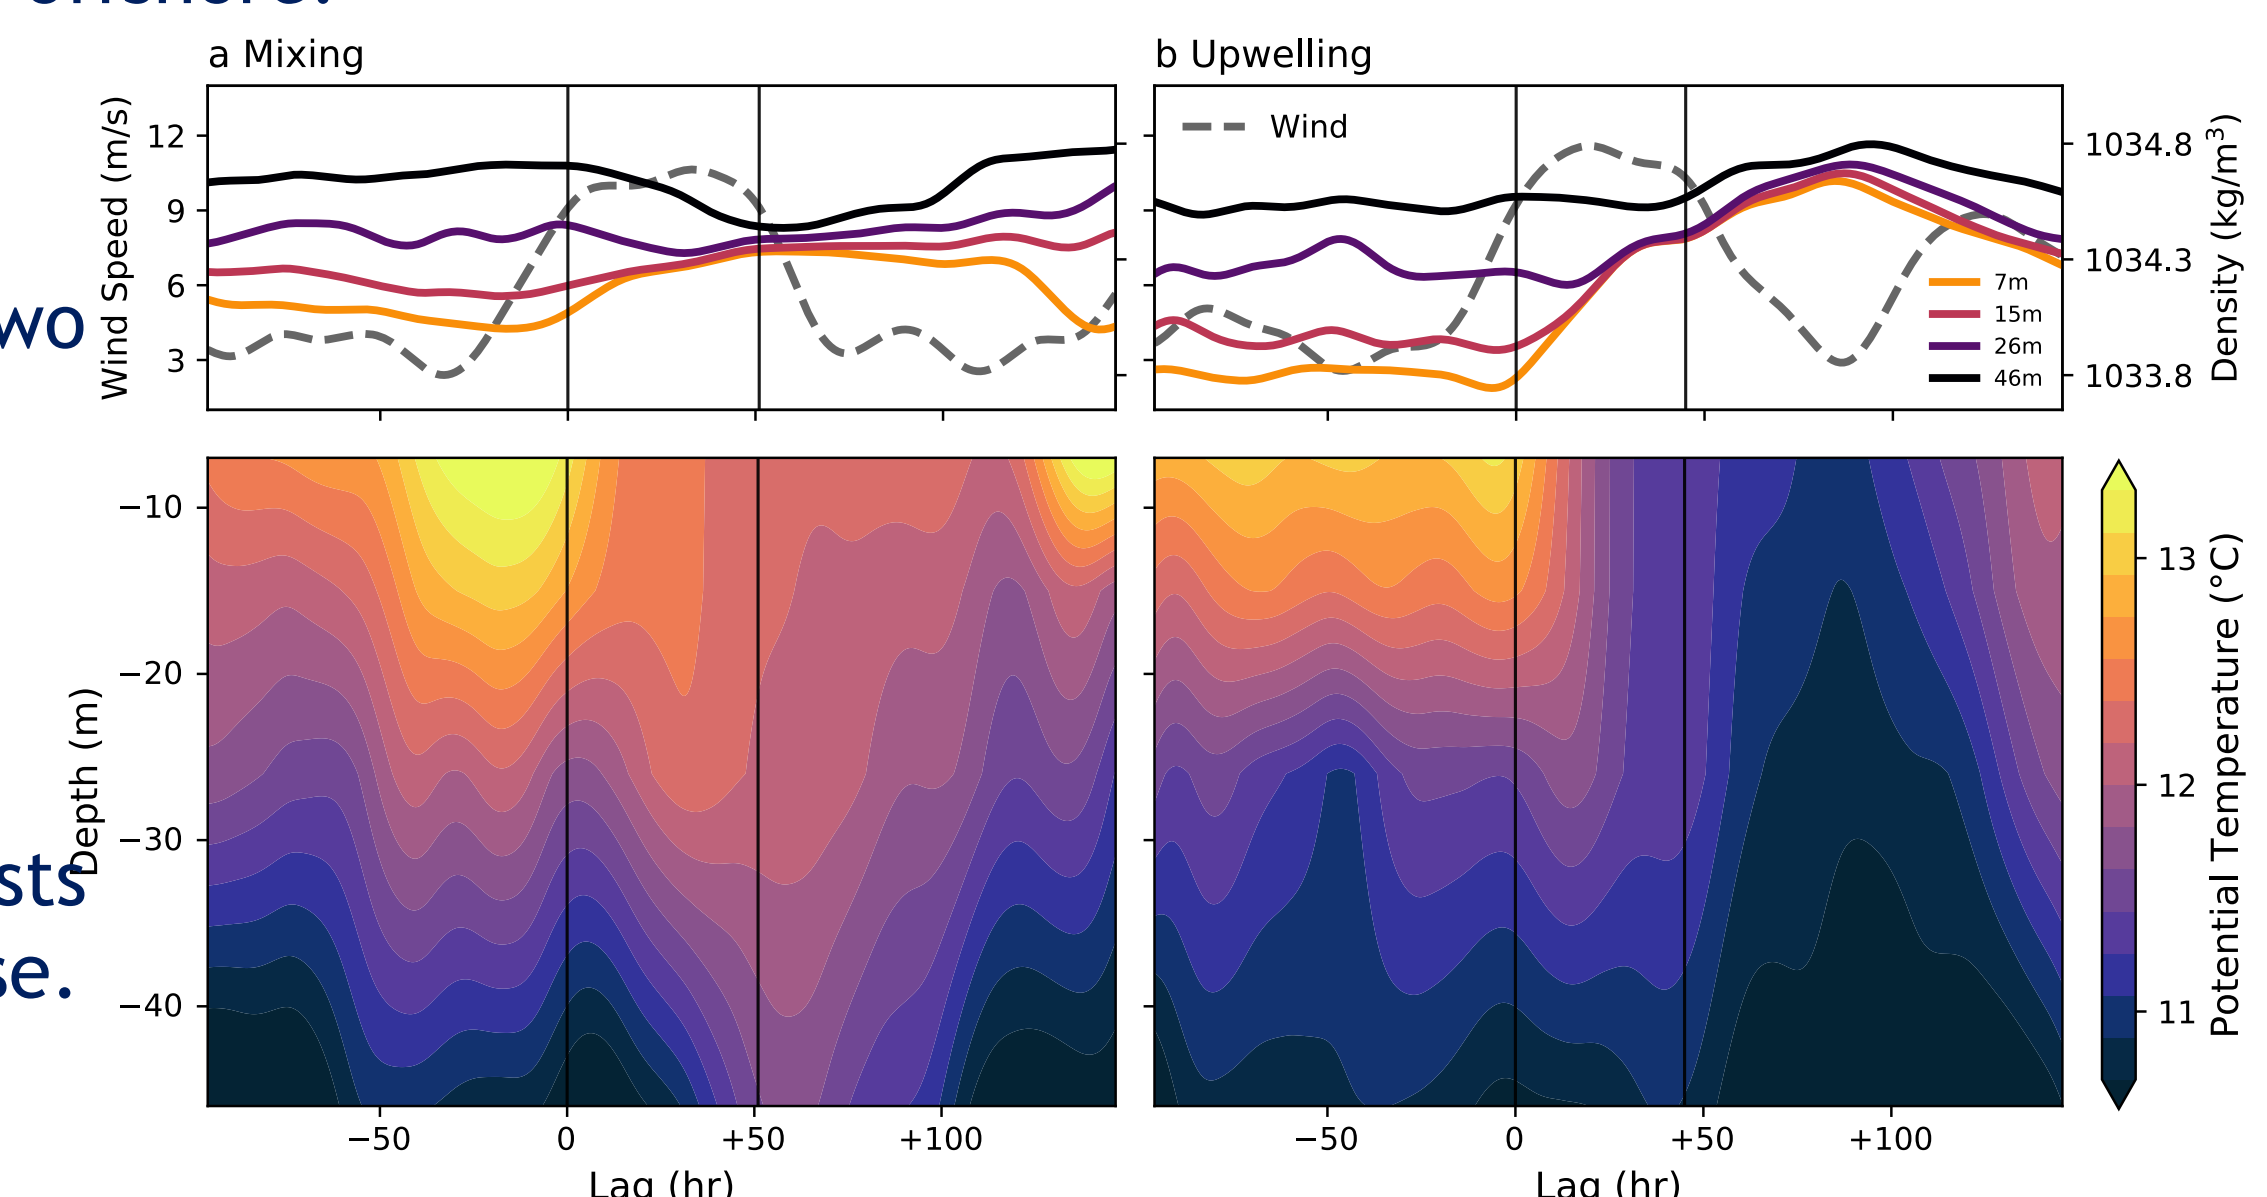 a Mixing
b Upwelling
Wind Speed (m/s)
12
9
6
3
Wind
7m
15m
26m
46m
1034.8
1034.3
1033.8
Density (kg/m³)
wo
sts
se.
Depth (m)
−10
−20
−30
−40
−50
0
+50
+100
Lag (hr)
−50
0
+50
+100
Lag (hr)
13
12
11
Potential Temperature (°C)